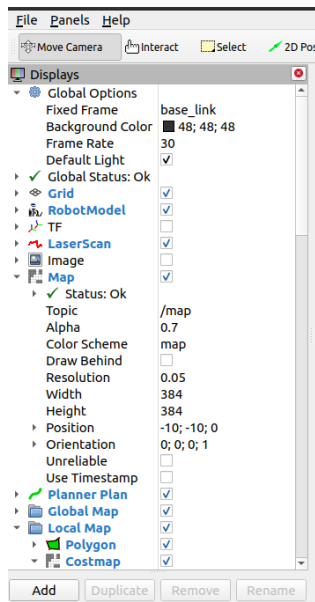 File Panels Help
Move Camera Interact Select 2D Pos
Displays
Global Options
Fixed Frame base_link
Background Color 48; 48; 48
Frame Rate 30
Default Light
Global Status: Ok
Grid
RobotModel
TF
LaserScan
Image
Map
Status: Ok
Topic /map
Alpha 0.7
Color Scheme map
Draw Behind
Resolution 0.05
Width 384
Height 384
Position -10; -10; 0
Orientation 0; 0; 0; 1
Unreliable
Use Timestamp
Planner Plan
Global Map
Local Map
Polygon
Costmap
Add Duplicate Remove Rename